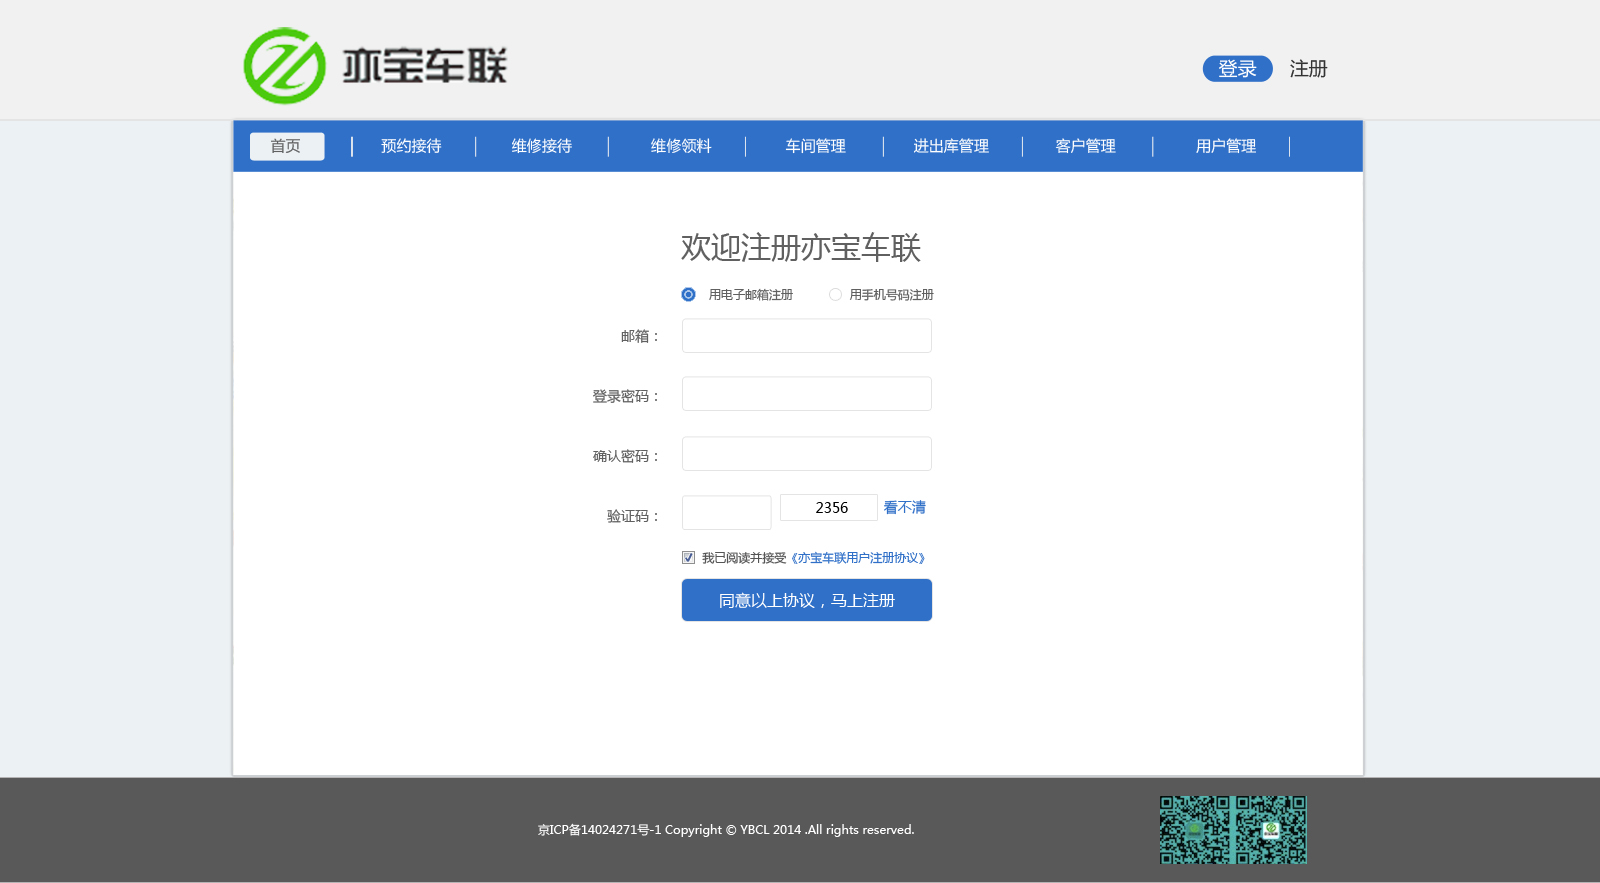 亦宝车联
登录 注册
首页 预约接待 维修接待 维修领料 车间管理 进出库管理 客户管理 用户管理
欢迎注册亦宝车联
用电子邮箱注册 用手机号码注册
邮箱：
登录密码：
确认密码：
验证码： 2356 看不清
我已阅读并接受《亦宝车联用户注册协议》
同意以上协议，马上注册
京ICP备14024271号-1 Copyright © YBCL 2014 .All rights reserved.